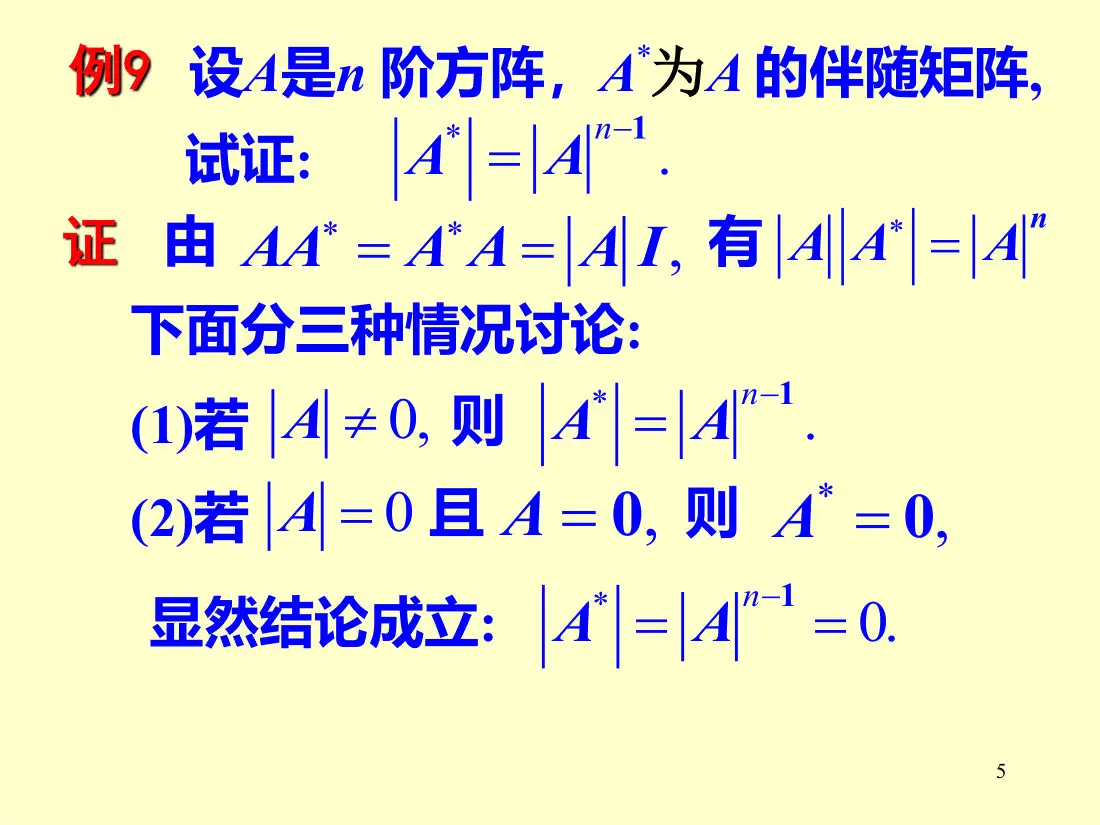 例9 设A是n 阶方阵，A*为A 的伴随矩阵,
试证: |A*| = |A|ⁿ⁻¹ .
证 由 AA* = A*A = |A| I, 有 |A||A*| = |A|ⁿ
下面分三种情况讨论:
(1)若 |A| ≠ 0, 则 |A*| = |A|ⁿ⁻¹ .
(2)若 |A| = 0 且 A = 0, 则 A* = 0,
显然结论成立: |A*| = |A|ⁿ⁻¹ = 0.
5